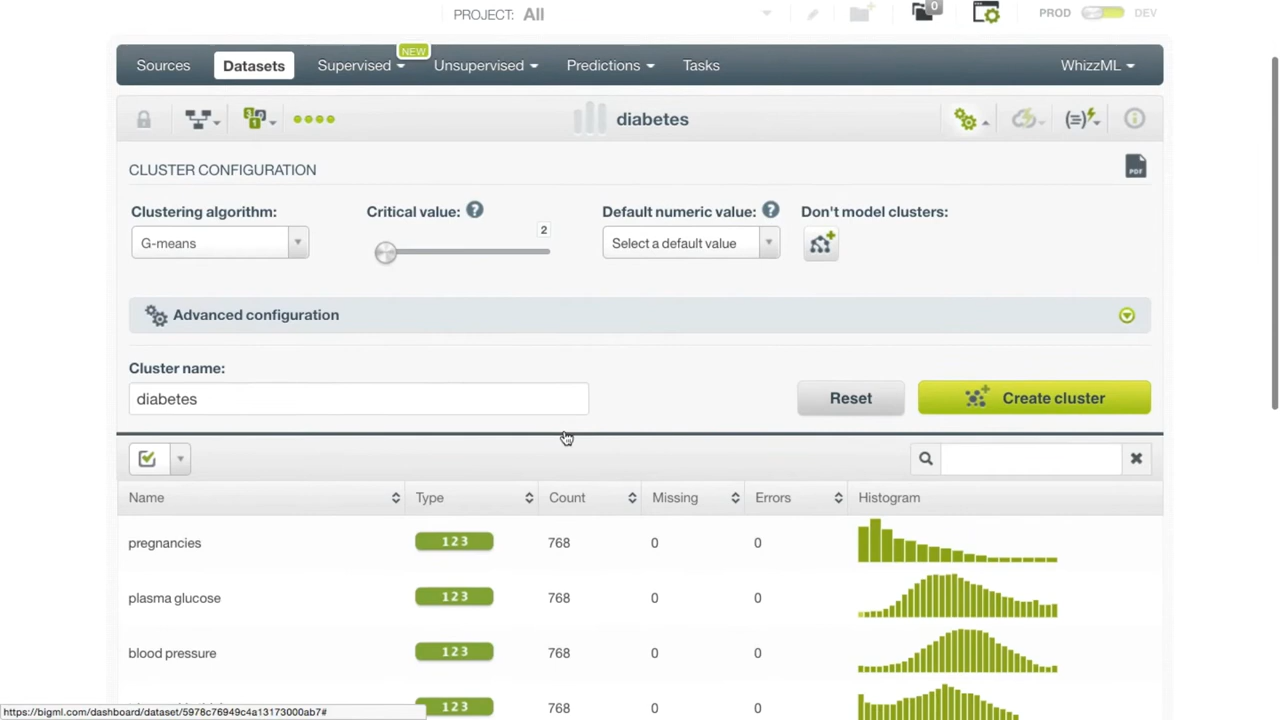 PROJECT: All
0
PROD DEV
NEW
Sources Datasets Supervised Unsupervised Predictions Tasks WhizzML
diabetes
CLUSTER CONFIGURATION
PDF
Clustering algorithm: Critical value: ? Default numeric value: ? Don't model clusters:
2
G-means Select a default value
Advanced configuration
Cluster name:
diabetes Reset Create cluster
Name Type Count Missing Errors Histogram
pregnancies 123 768 0 0
plasma glucose 123 768 0 0
blood pressure 123 768 0 0
123 768 0 0
https://bigml.com/dashboard/dataset/5978c76949c4a13173000ab7#